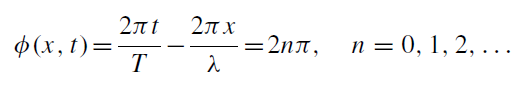 ϕ(x, t) = 2πt/T − 2πx/λ = 2nπ, n = 0, 1, 2, ...